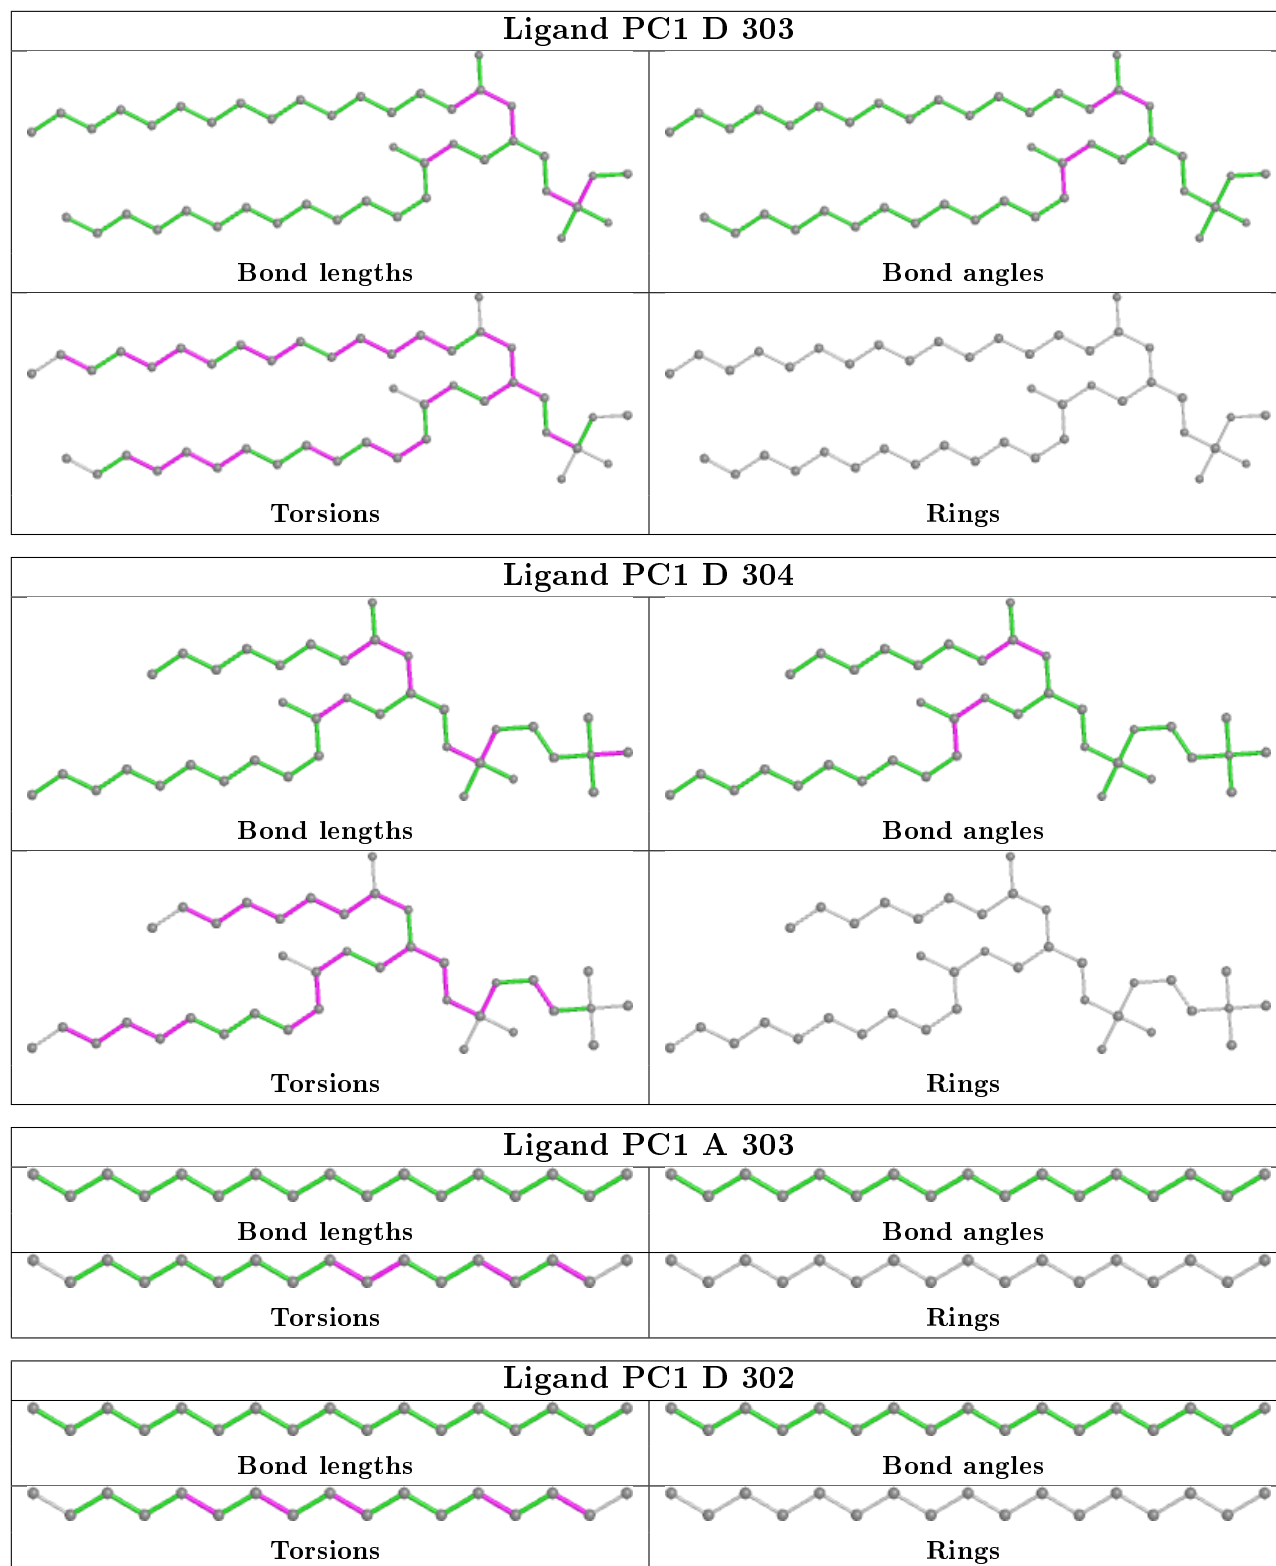 Ligand PC1 D 303
Bond lengths
Bond angles
Torsions
Rings
Ligand PC1 D 304
Bond lengths
Bond angles
Torsions
Rings
Ligand PC1 A 303
Bond lengths
Bond angles
Torsions
Rings
Ligand PC1 D 302
Bond lengths
Bond angles
Torsions
Rings